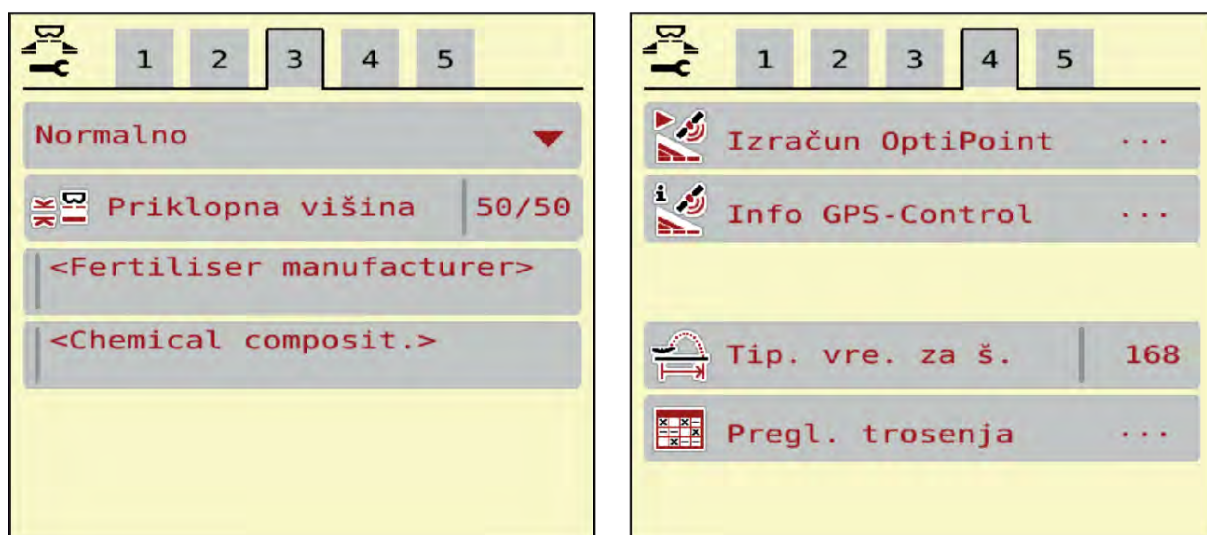 1 2 3 4 5
Normalno
Priklopna višina 50/50
<Fertiliser manufacturer>
<Chemical composit.>
1 2 3 4 5
Izračun OptiPoint ...
i Info GPS-Control ...
Tip. vre. za š. 168
Pregl. trosenja ...